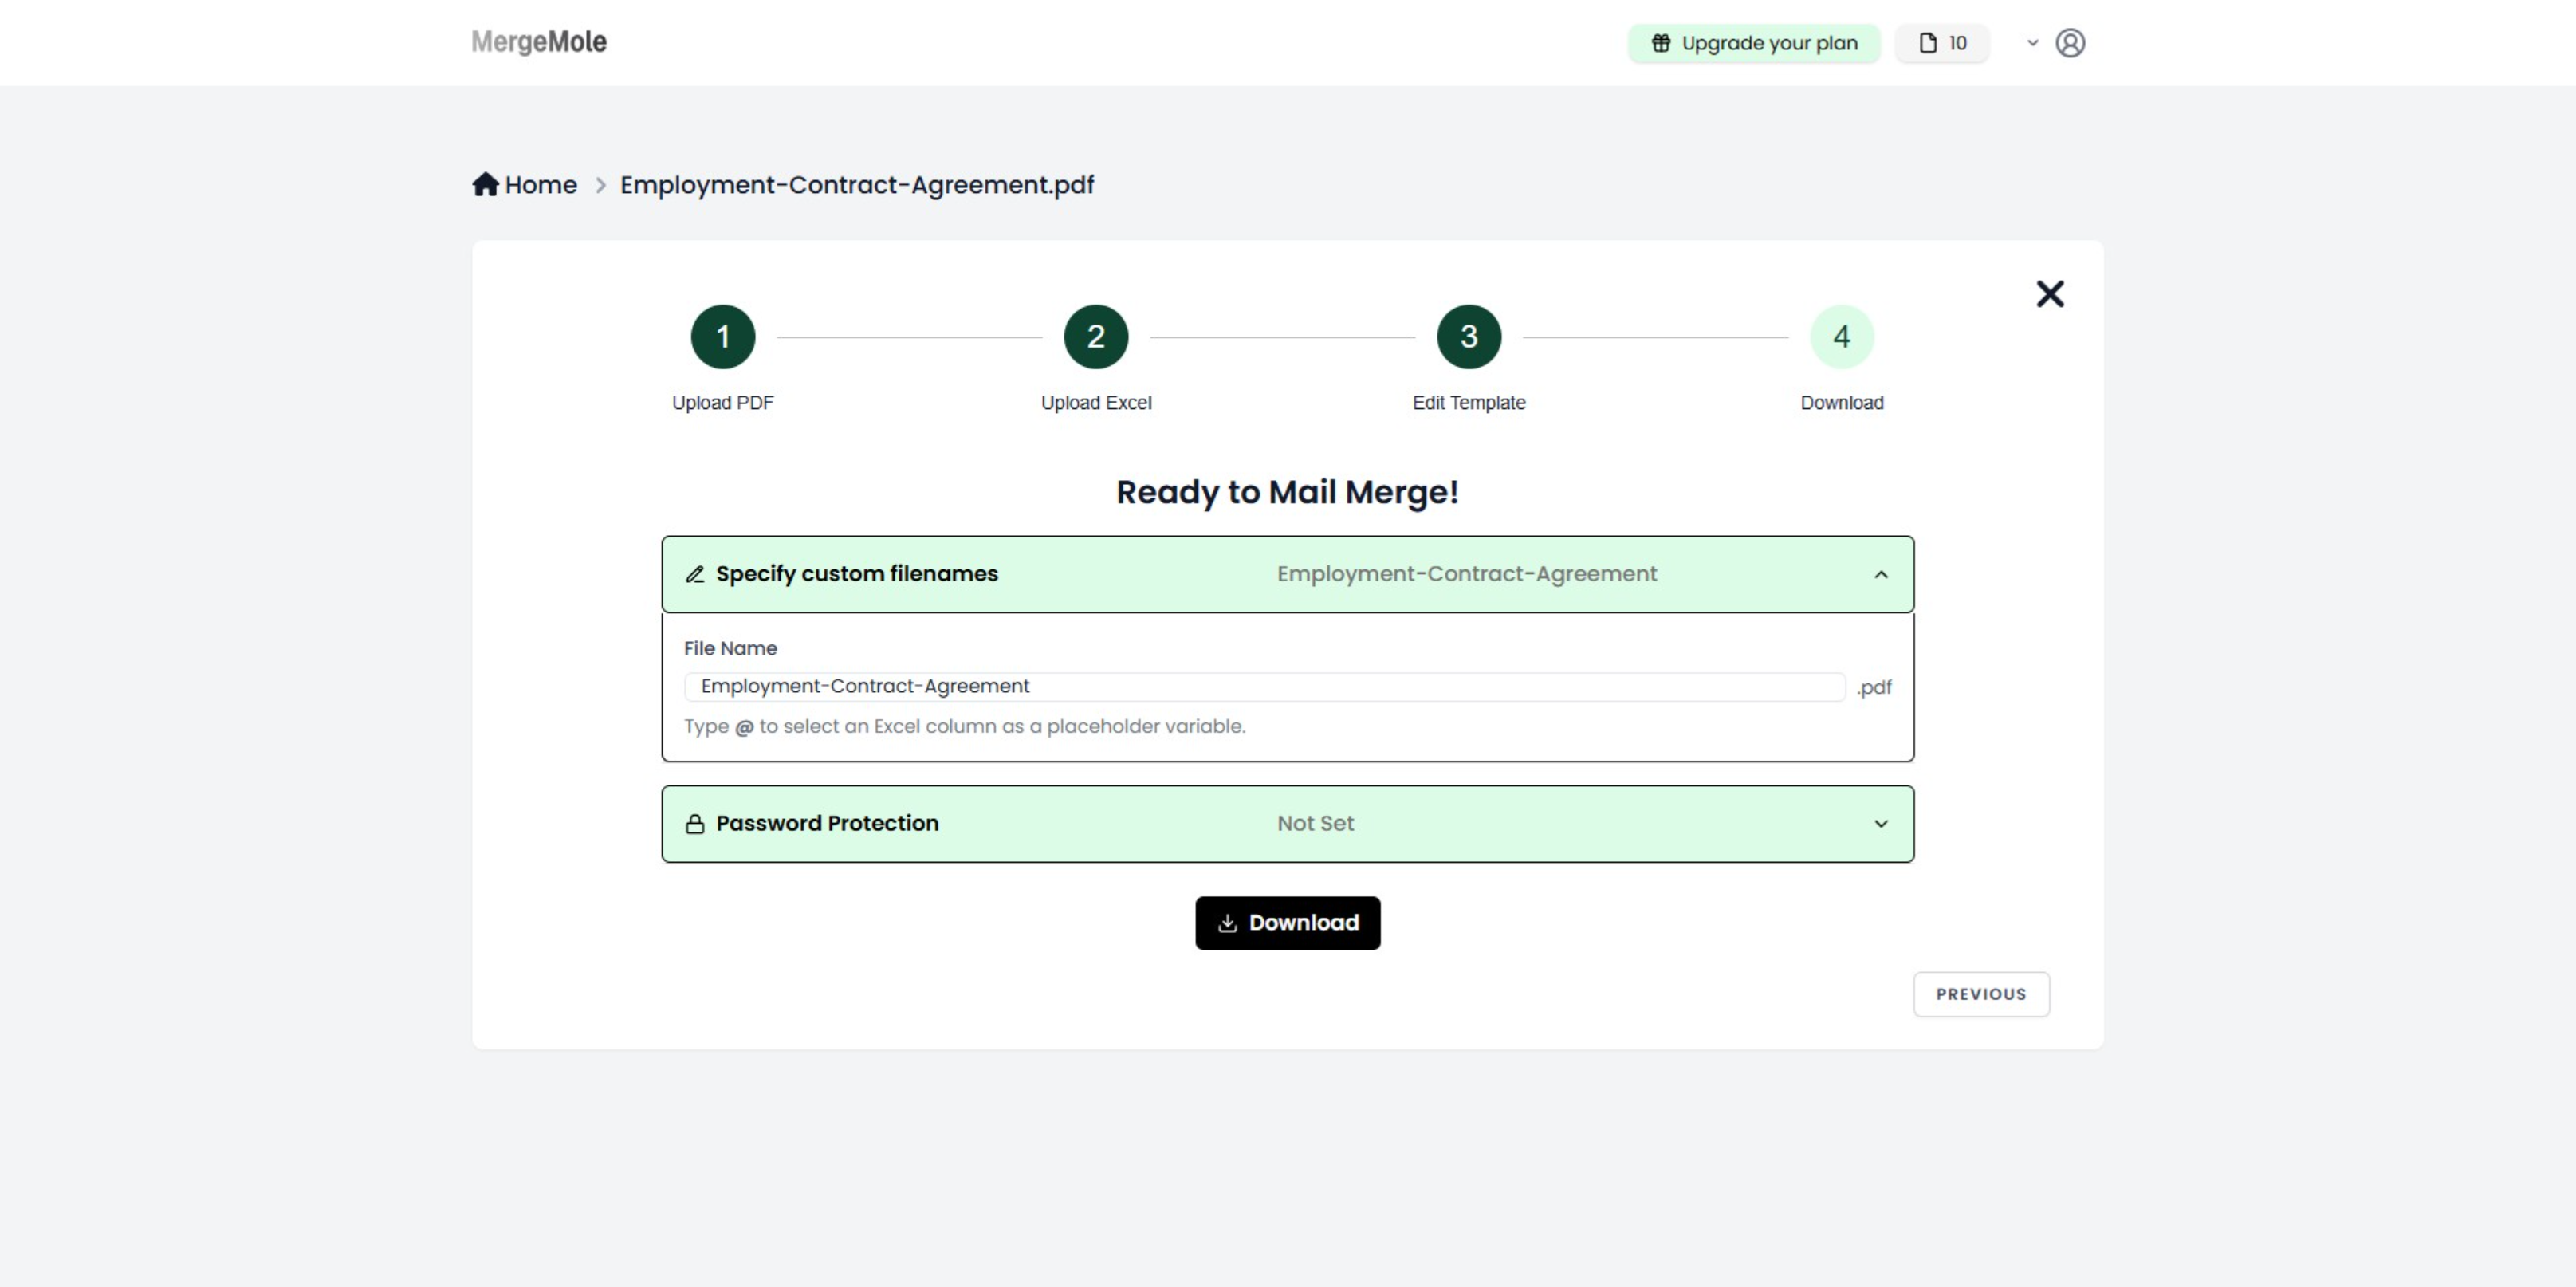 MergeMole
Upgrade your plan
10
Home > Employment-Contract-Agreement.pdf
1
2
3
4
Upload PDF
Upload Excel
Edit Template
Download
Ready to Mail Merge!
Specify custom filenames
Employment-Contract-Agreement
File Name
Employment-Contract-Agreement
.pdf
Type @ to select an Excel column as a placeholder variable.
Password Protection
Not Set
Download
PREVIOUS